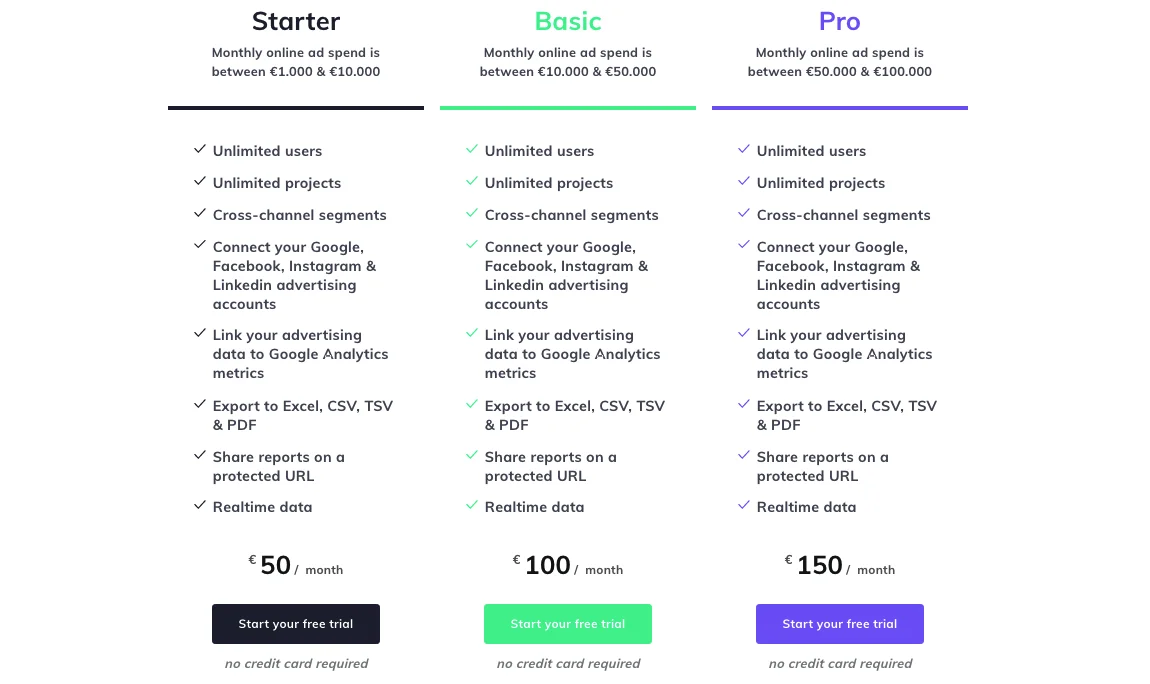 Starter
Monthly online ad spend is
between €1.000 & €10.000
Unlimited users
Unlimited projects
Cross-channel segments
Connect your Google,
Facebook, Instagram &
Linkedin advertising
accounts
Link your advertising
data to Google Analytics
metrics
Export to Excel, CSV, TSV
& PDF
Share reports on a
protected URL
Realtime data
€ 50 / month
Start your free trial
no credit card required
Basic
Monthly online ad spend is
between €10.000 & €50.000
Unlimited users
Unlimited projects
Cross-channel segments
Connect your Google,
Facebook, Instagram &
Linkedin advertising
accounts
Link your advertising
data to Google Analytics
metrics
Export to Excel, CSV, TSV
& PDF
Share reports on a
protected URL
Realtime data
€ 100 / month
Start your free trial
no credit card required
Pro
Monthly online ad spend is
between €50.000 & €100.000
Unlimited users
Unlimited projects
Cross-channel segments
Connect your Google,
Facebook, Instagram &
Linkedin advertising
accounts
Link your advertising
data to Google Analytics
metrics
Export to Excel, CSV, TSV
& PDF
Share reports on a
protected URL
Realtime data
€ 150 / month
Start your free trial
no credit card required